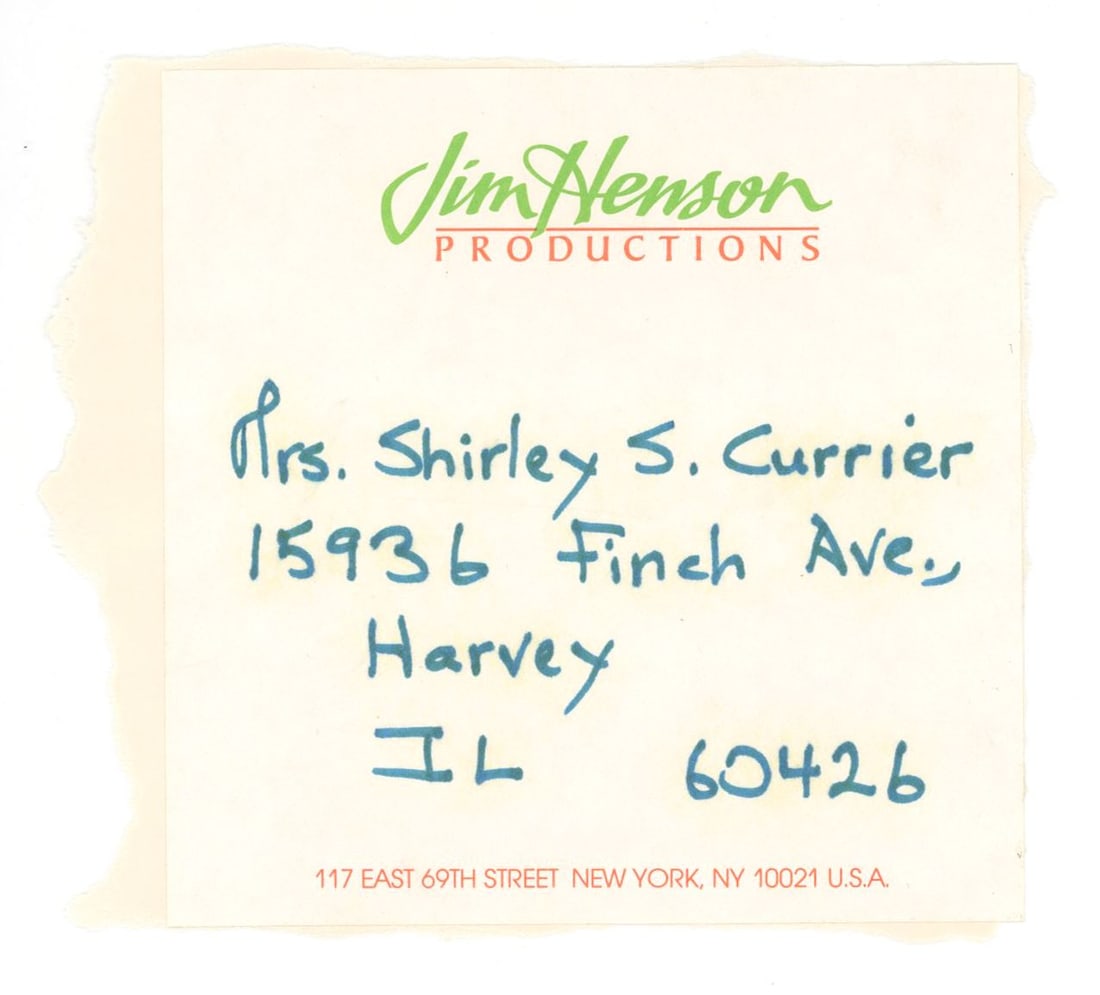 Jim Henson
PRODUCTIONS
Mrs. Shirley S. Currier
15936 Finch Ave.,
Harvey
IL 60426
117 EAST 69TH STREET NEW YORK, NY 10021 U.S.A.